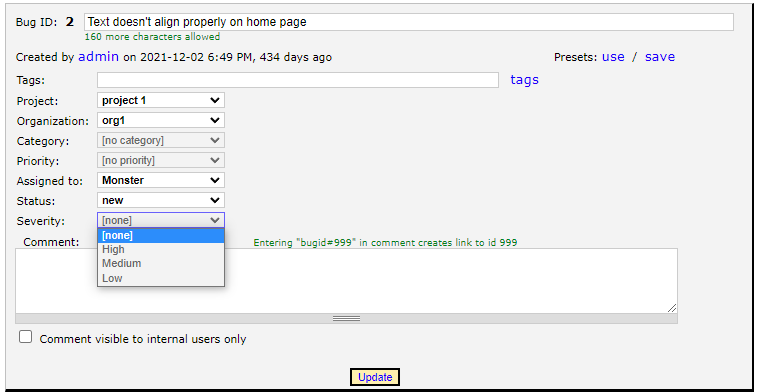 Bug ID: 2 Text doesn't align properly on home page
160 more characters allowed
Created by admin on 2021-12-02 6:49 PM, 434 days ago Presets: use / save
Tags: tags
Project: project 1
Organization: org1
Category: [no category]
Priority: [no priority]
Assigned to: Monster
Status: new
Severity: [none]
[none]
Comment: Entering "bugid#999" in comment creates link to id 999
High
Medium
Low
Comment visible to internal users only
Update